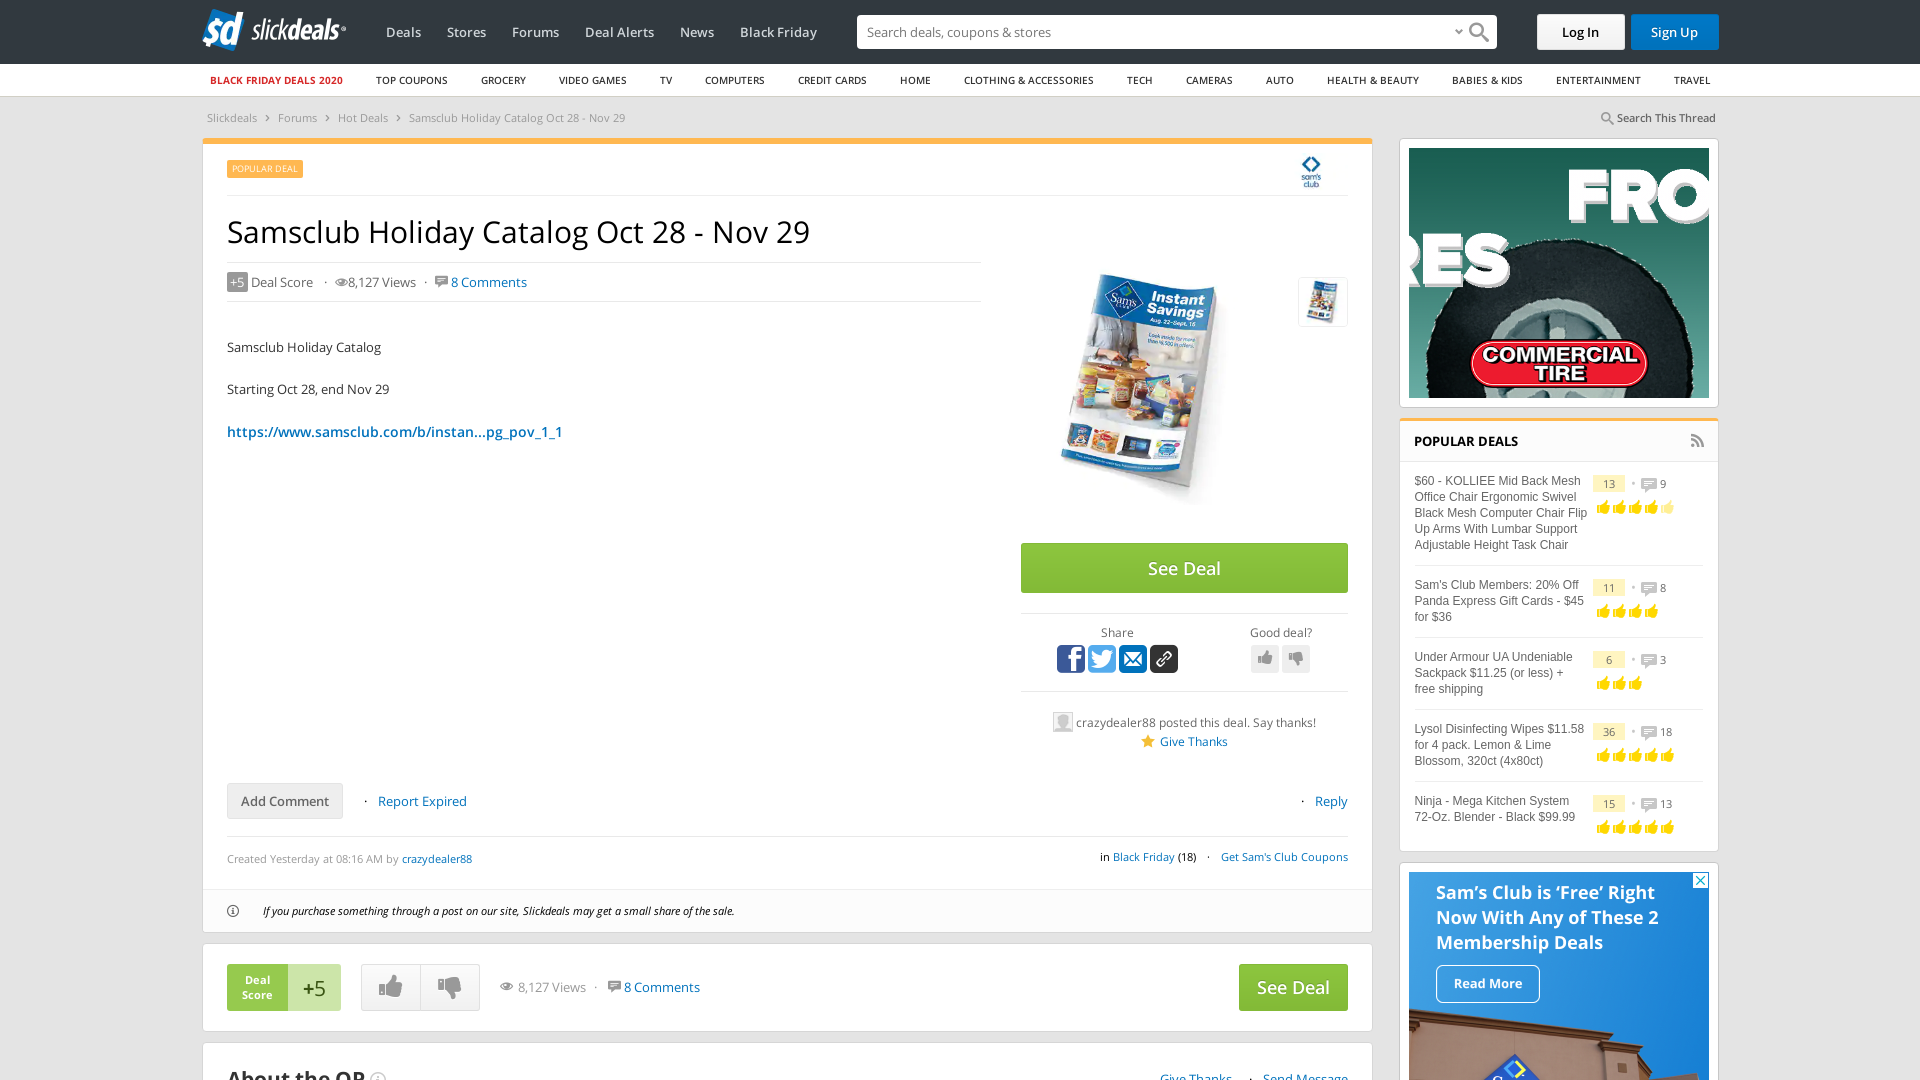 slickdeals
Deals
Stores
Forums
Deal Alerts
News
Black Friday
Search deals, coupons & stores
Log In
Sign Up
BLACK FRIDAY DEALS 2020
TOP COUPONS
GROCERY
VIDEO GAMES
TV
COMPUTERS
CREDIT CARDS
HOME
CLOTHING & ACCESSORIES
TECH
CAMERAS
AUTO
HEALTH & BEAUTY
BABIES & KIDS
ENTERTAINMENT
TRAVEL
Slickdeals › Forums › Hot Deals › Samsclub Holiday Catalog Oct 28 - Nov 29
Search This Thread
POPULAR DEAL
sam's
club
Samsclub Holiday Catalog Oct 28 - Nov 29
+5 Deal Score · 8,127 Views · 8 Comments
Samsclub Holiday Catalog
Starting Oct 28, end Nov 29
https://www.samsclub.com/b/instan...pg_pov_1_1
Sam's
Instant
Savings
Aug. 22-Sept. 16
See Deal
Share
Good deal?
crazydealer88 posted this deal. Say thanks!
Give Thanks
Add Comment
· Report Expired
· Reply
Created Yesterday at 08:16 AM by crazydealer88
in Black Friday (18) · Get Sam's Club Coupons
If you purchase something through a post on our site, Slickdeals may get a small share of the sale.
Deal
Score
+5
8,127 Views · 8 Comments
See Deal
About the OP
Give Thanks · Send Message
FRO
RES
COMMERCIAL
TIRE
POPULAR DEALS
$60 - KOLLIEE Mid Back Mesh
Office Chair Ergonomic Swivel
Black Mesh Computer Chair Flip
Up Arms With Lumbar Support
Adjustable Height Task Chair
13 • 9
Sam's Club Members: 20% Off
Panda Express Gift Cards - $45
for $36
11 • 8
Under Armour UA Undeniable
Sackpack $11.25 (or less) +
free shipping
6 • 3
Lysol Disinfecting Wipes $11.58
for 4 pack. Lemon & Lime
Blossom, 320ct (4x80ct)
36 • 18
Ninja - Mega Kitchen System
72-Oz. Blender - Black $99.99
15 • 13
Sam's Club is ‘Free’ Right
Now With Any of These 2
Membership Deals
Read More